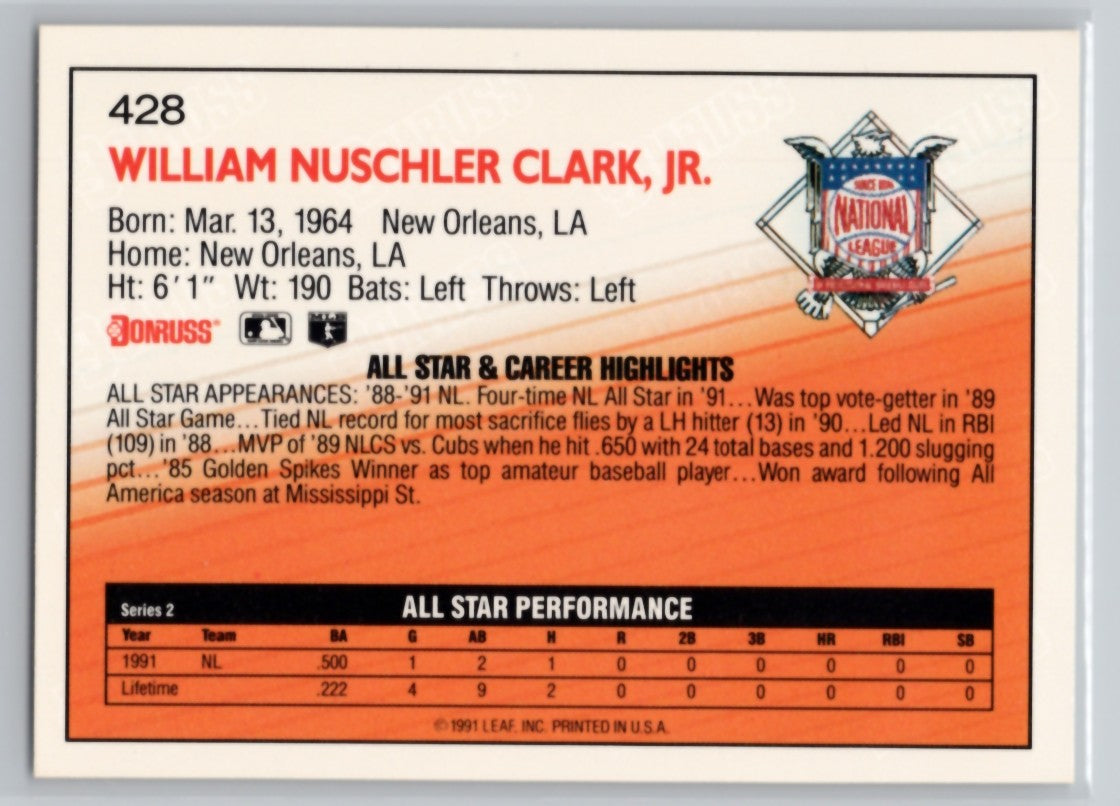 428
WILLIAM NUSCHLER CLARK, JR.
Born: Mar. 13, 1964 New Orleans, LA
Home: New Orleans, LA
Ht: 6'1" Wt: 190 Bats: Left Throws: Left
SINCE 1876
NATIONAL
LEAGUE
DONRUSS
ALL STAR & CAREER HIGHLIGHTS
ALL STAR APPEARANCES: '88-'91 NL. Four-time NL All Star in '91...Was top vote-getter in '89
All Star Game...Tied NL record for most sacrifice flies by a LH hitter (13) in '90...Led NL in RBI
(109) in '88...MVP of '89 NLCS vs. Cubs when he hit .650 with 24 total bases and 1.200 slugging
pct...'85 Golden Spikes Winner as top amateur baseball player...Won award following All
America season at Mississippi St.
Series 2 ALL STAR PERFORMANCE
Year Team BA G AB H R 2B 3B HR RBI SB
1991 NL .500 1 2 1 0 0 0 0 0 0
Lifetime .222 4 9 2 0 0 0 0 0 0
© 1991 LEAF, INC. PRINTED IN U.S.A.